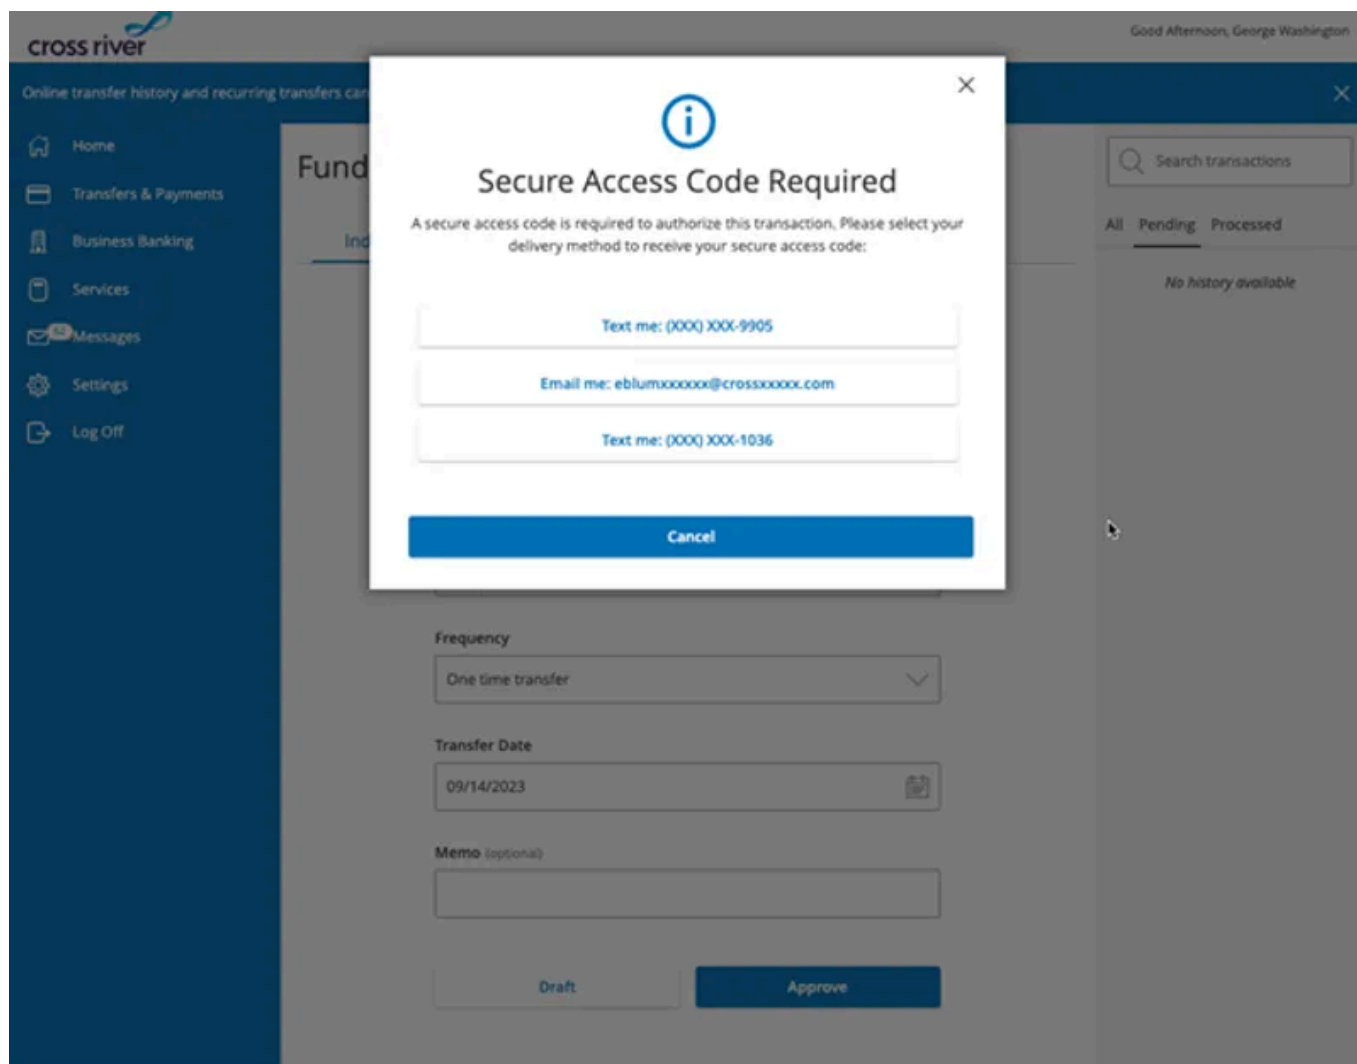 cross river
Good Afternoon, George Washington
Online transfer history and recurring transfers can
Home
Transfers & Payments
Business Banking
Services
Messages
Settings
Log Off
Fund
Ind
Secure Access Code Required
A secure access code is required to authorize this transaction. Please select your
delivery method to receive your secure access code:
Text me: (XXX) XXX-9905
Email me: eblumxxxxxx@crossxxxxx.com
Text me: (XXX) XXX-1036
Cancel
Frequency
One time transfer
Transfer Date
09/14/2023
Memo (optional)
Draft
Approve
Search transactions
All Pending Processed
No history available